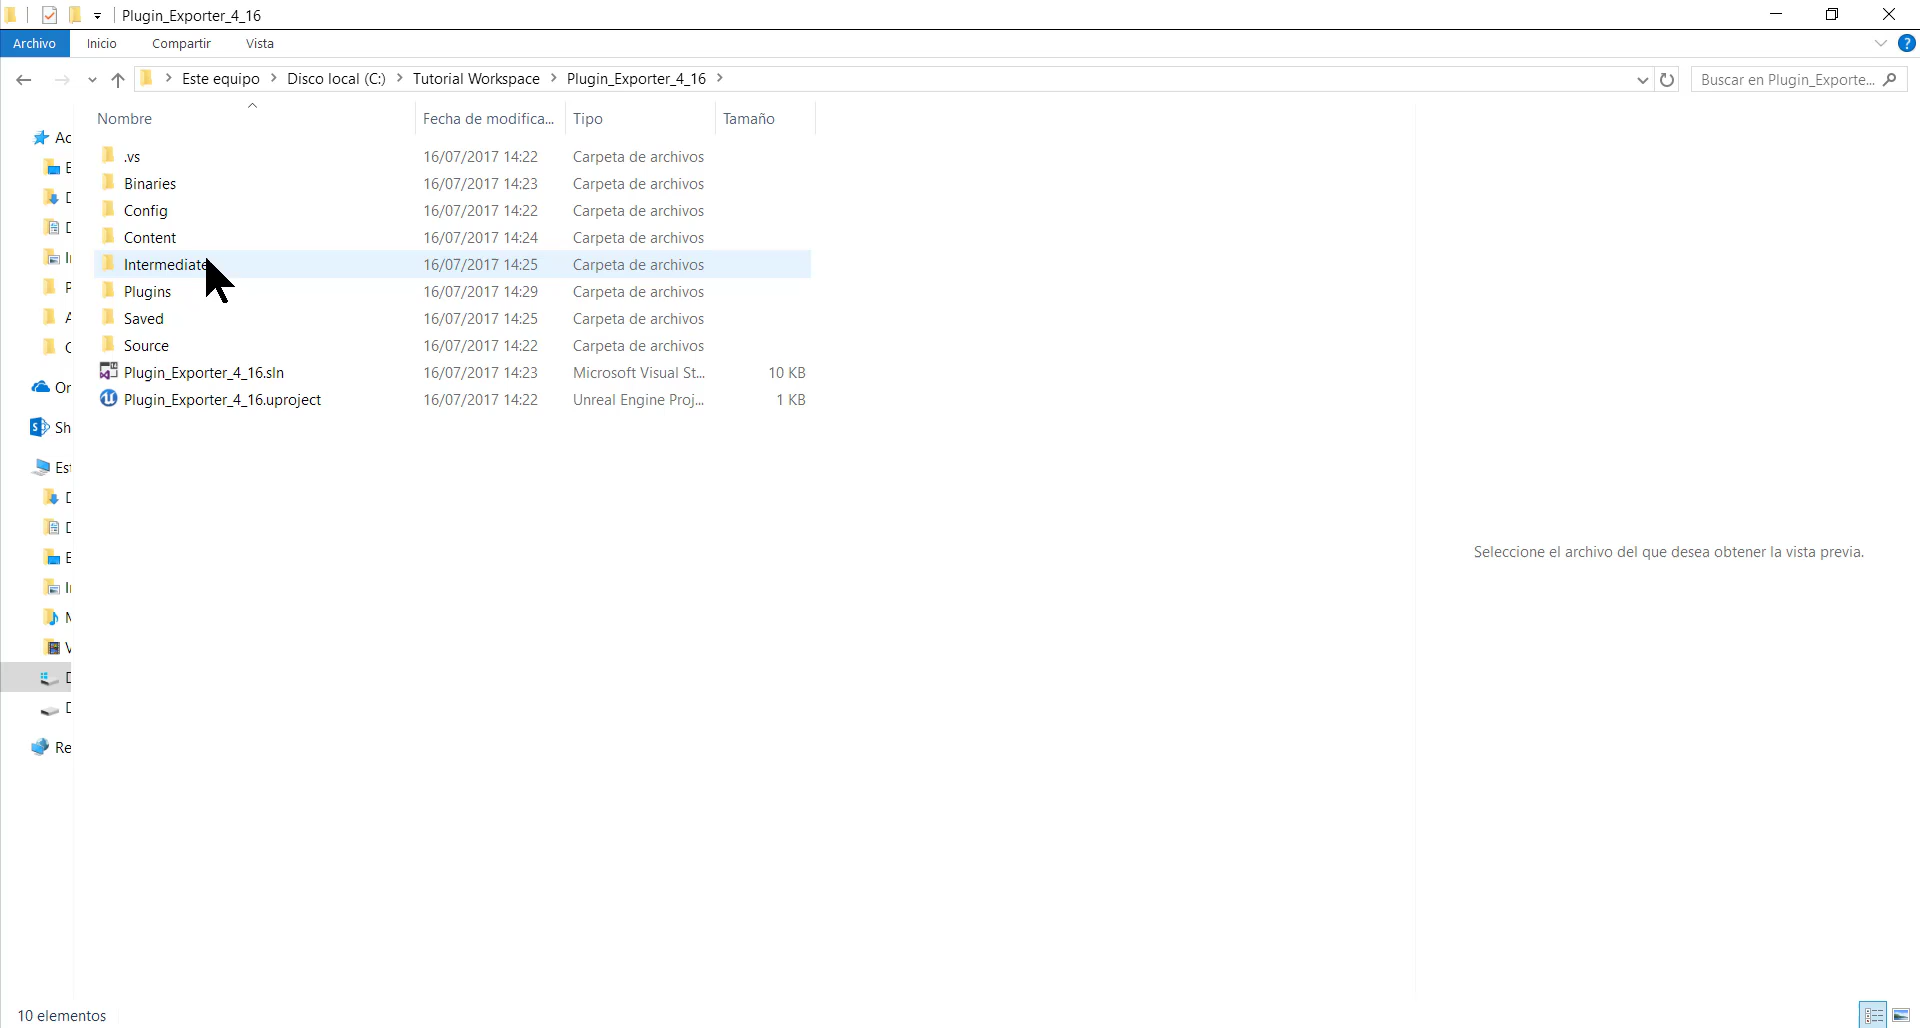 Plugin_Exporter_4_16
Archivo Inicio Compartir Vista
Este equipo Disco local (C:) Tutorial Workspace Plugin_Exporter_4_16 Buscar en Plugin_Exporte...
Nombre Fecha de modifica... Tipo Tamaño
.vs 16/07/2017 14:22 Carpeta de archivos
Binaries 16/07/2017 14:23 Carpeta de archivos
Config 16/07/2017 14:22 Carpeta de archivos
Content 16/07/2017 14:24 Carpeta de archivos
Intermediate 16/07/2017 14:25 Carpeta de archivos
Plugins 16/07/2017 14:29 Carpeta de archivos
Saved 16/07/2017 14:25 Carpeta de archivos
Source 16/07/2017 14:22 Carpeta de archivos
Plugin_Exporter_4_16.sln 16/07/2017 14:23 Microsoft Visual St... 10 KB
Plugin_Exporter_4_16.uproject 16/07/2017 14:22 Unreal Engine Proj... 1 KB
Seleccione el archivo del que desea obtener la vista previa.
10 elementos